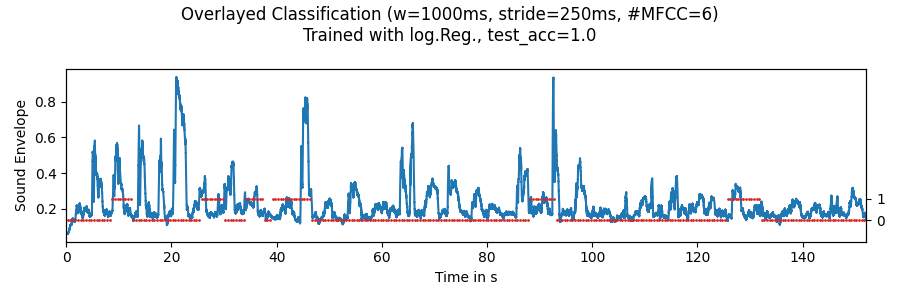 Overlayed Classification (w=1000ms, stride=250ms, #MFCC=6)
Trained with log.Reg., test_acc=1.0
Sound Envelope
0.8
0.6
0.4
0.2
1
0
0 20 40 60 80 100 120 140
Time in s